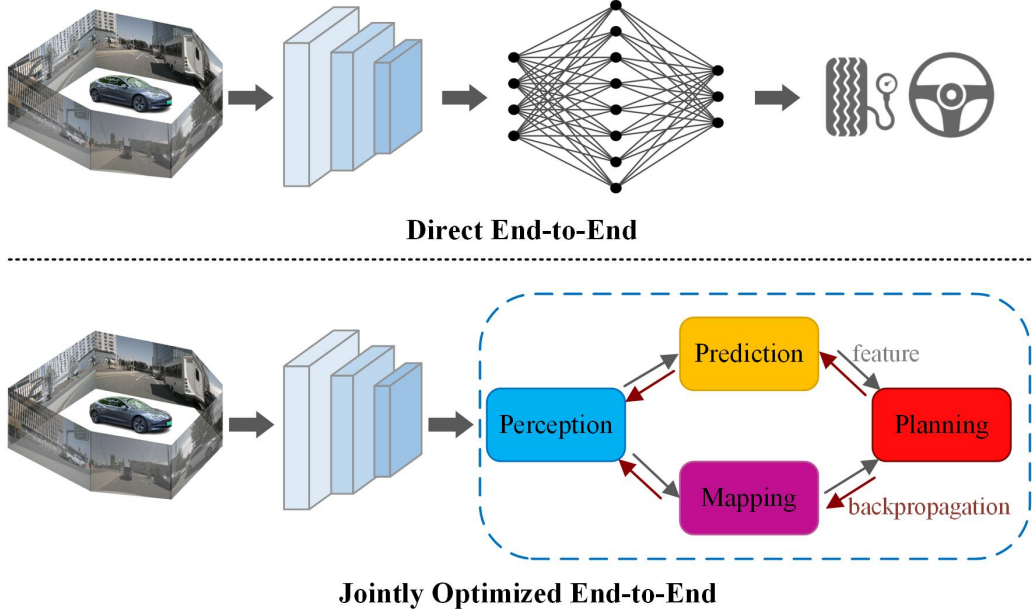 Direct End-to-End
Prediction
feature
Perception
Planning
Mapping
backpropagation
Jointly Optimized End-to-End